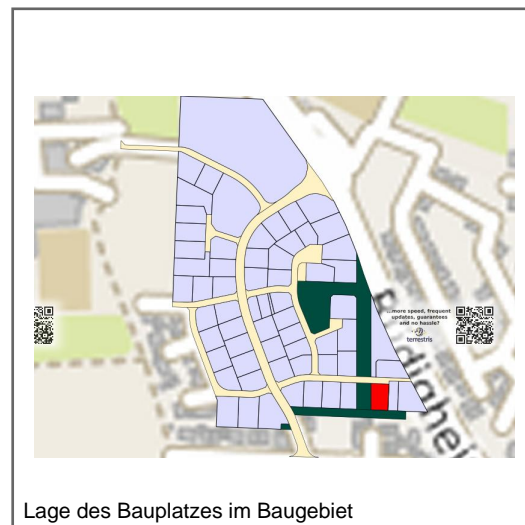 ...more speed, frequent
updates, guarantees
and no hassle?
terrestris
Lage des Bauplatzes im Baugebiet